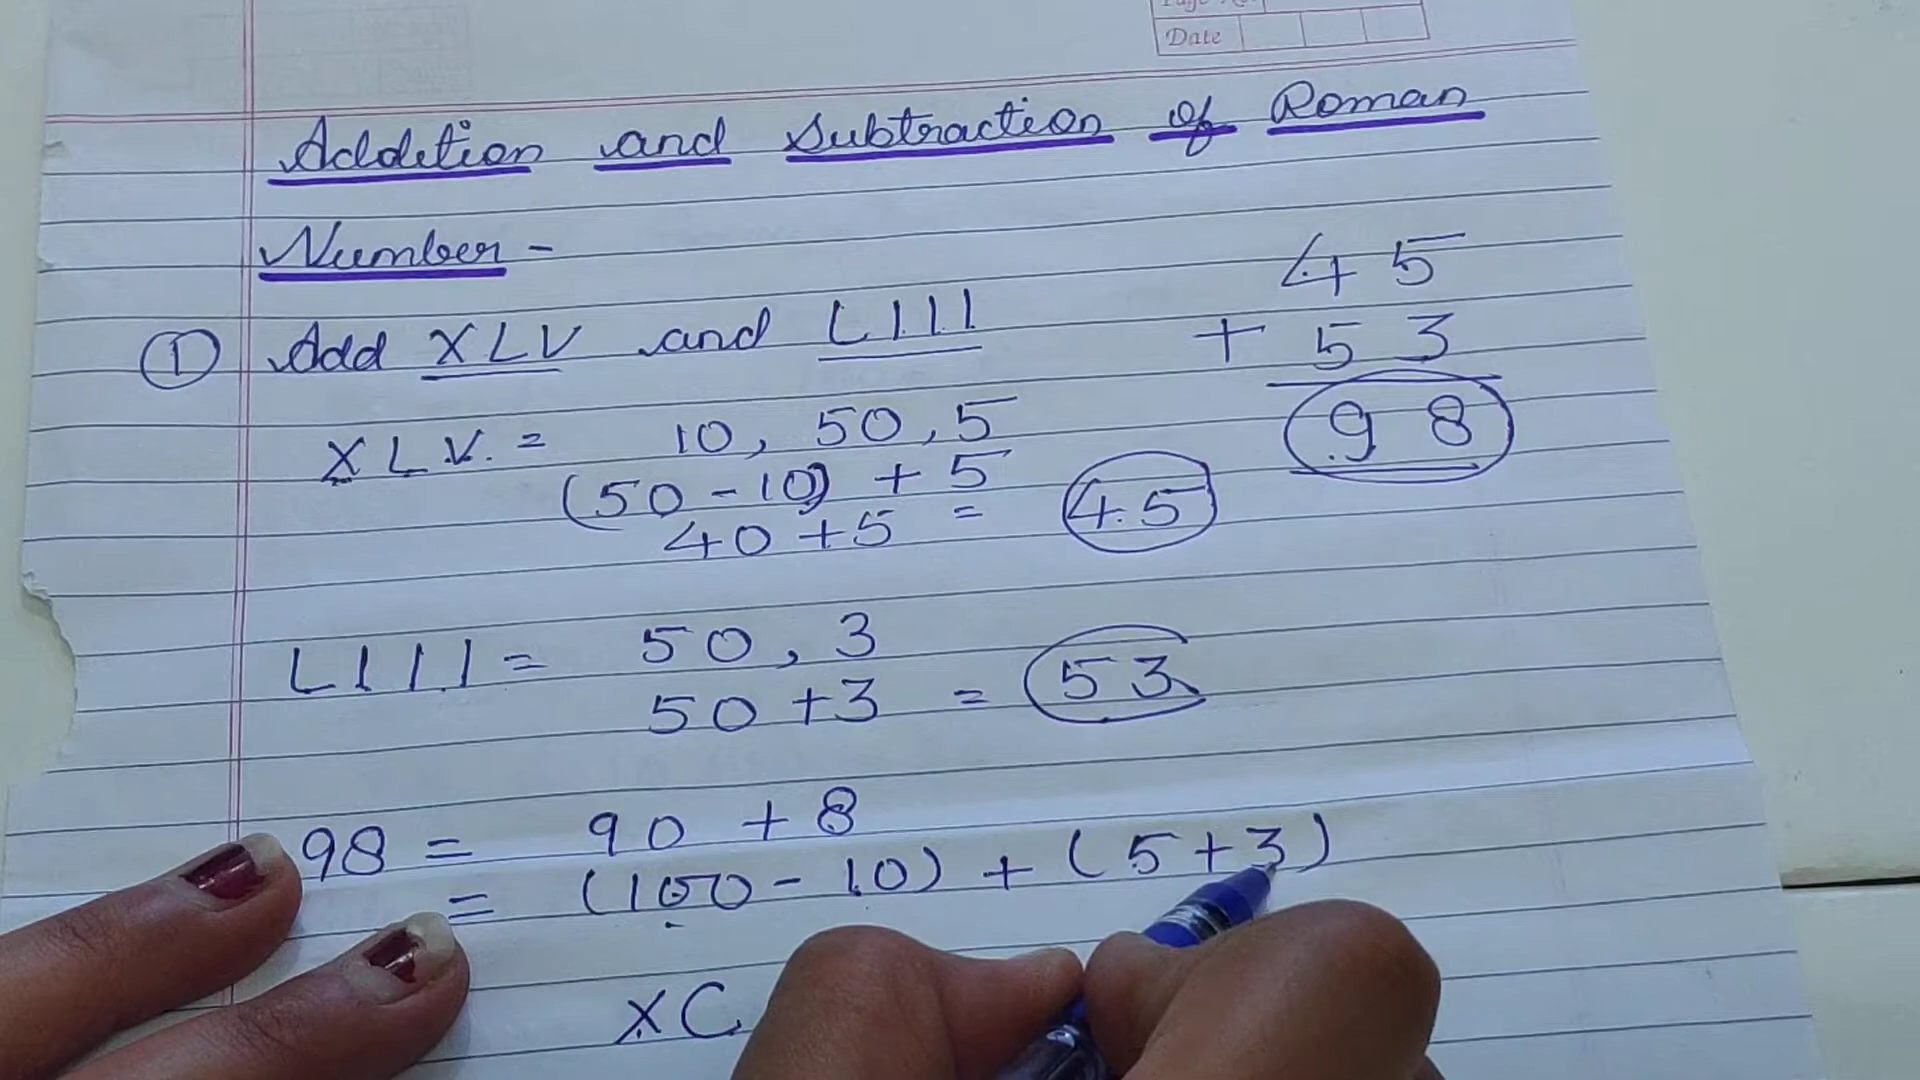 Date
Addition and Subtraction of Roman
Number -
① Add XLV and LIII
45
+ 53
98
XLV. = 10, 50, 5
(50 - 10) + 5
40 + 5 = 45
LIII = 50, 3
50 + 3 = 53
98 = 90 + 8
= (100 - 10) + (5 + 3)
XC